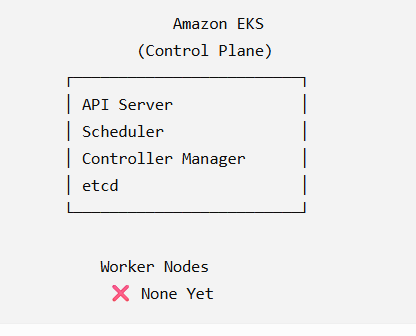 Amazon EKS
(Control Plane)
API Server
Scheduler
Controller Manager
etcd
Worker Nodes
❌ None Yet